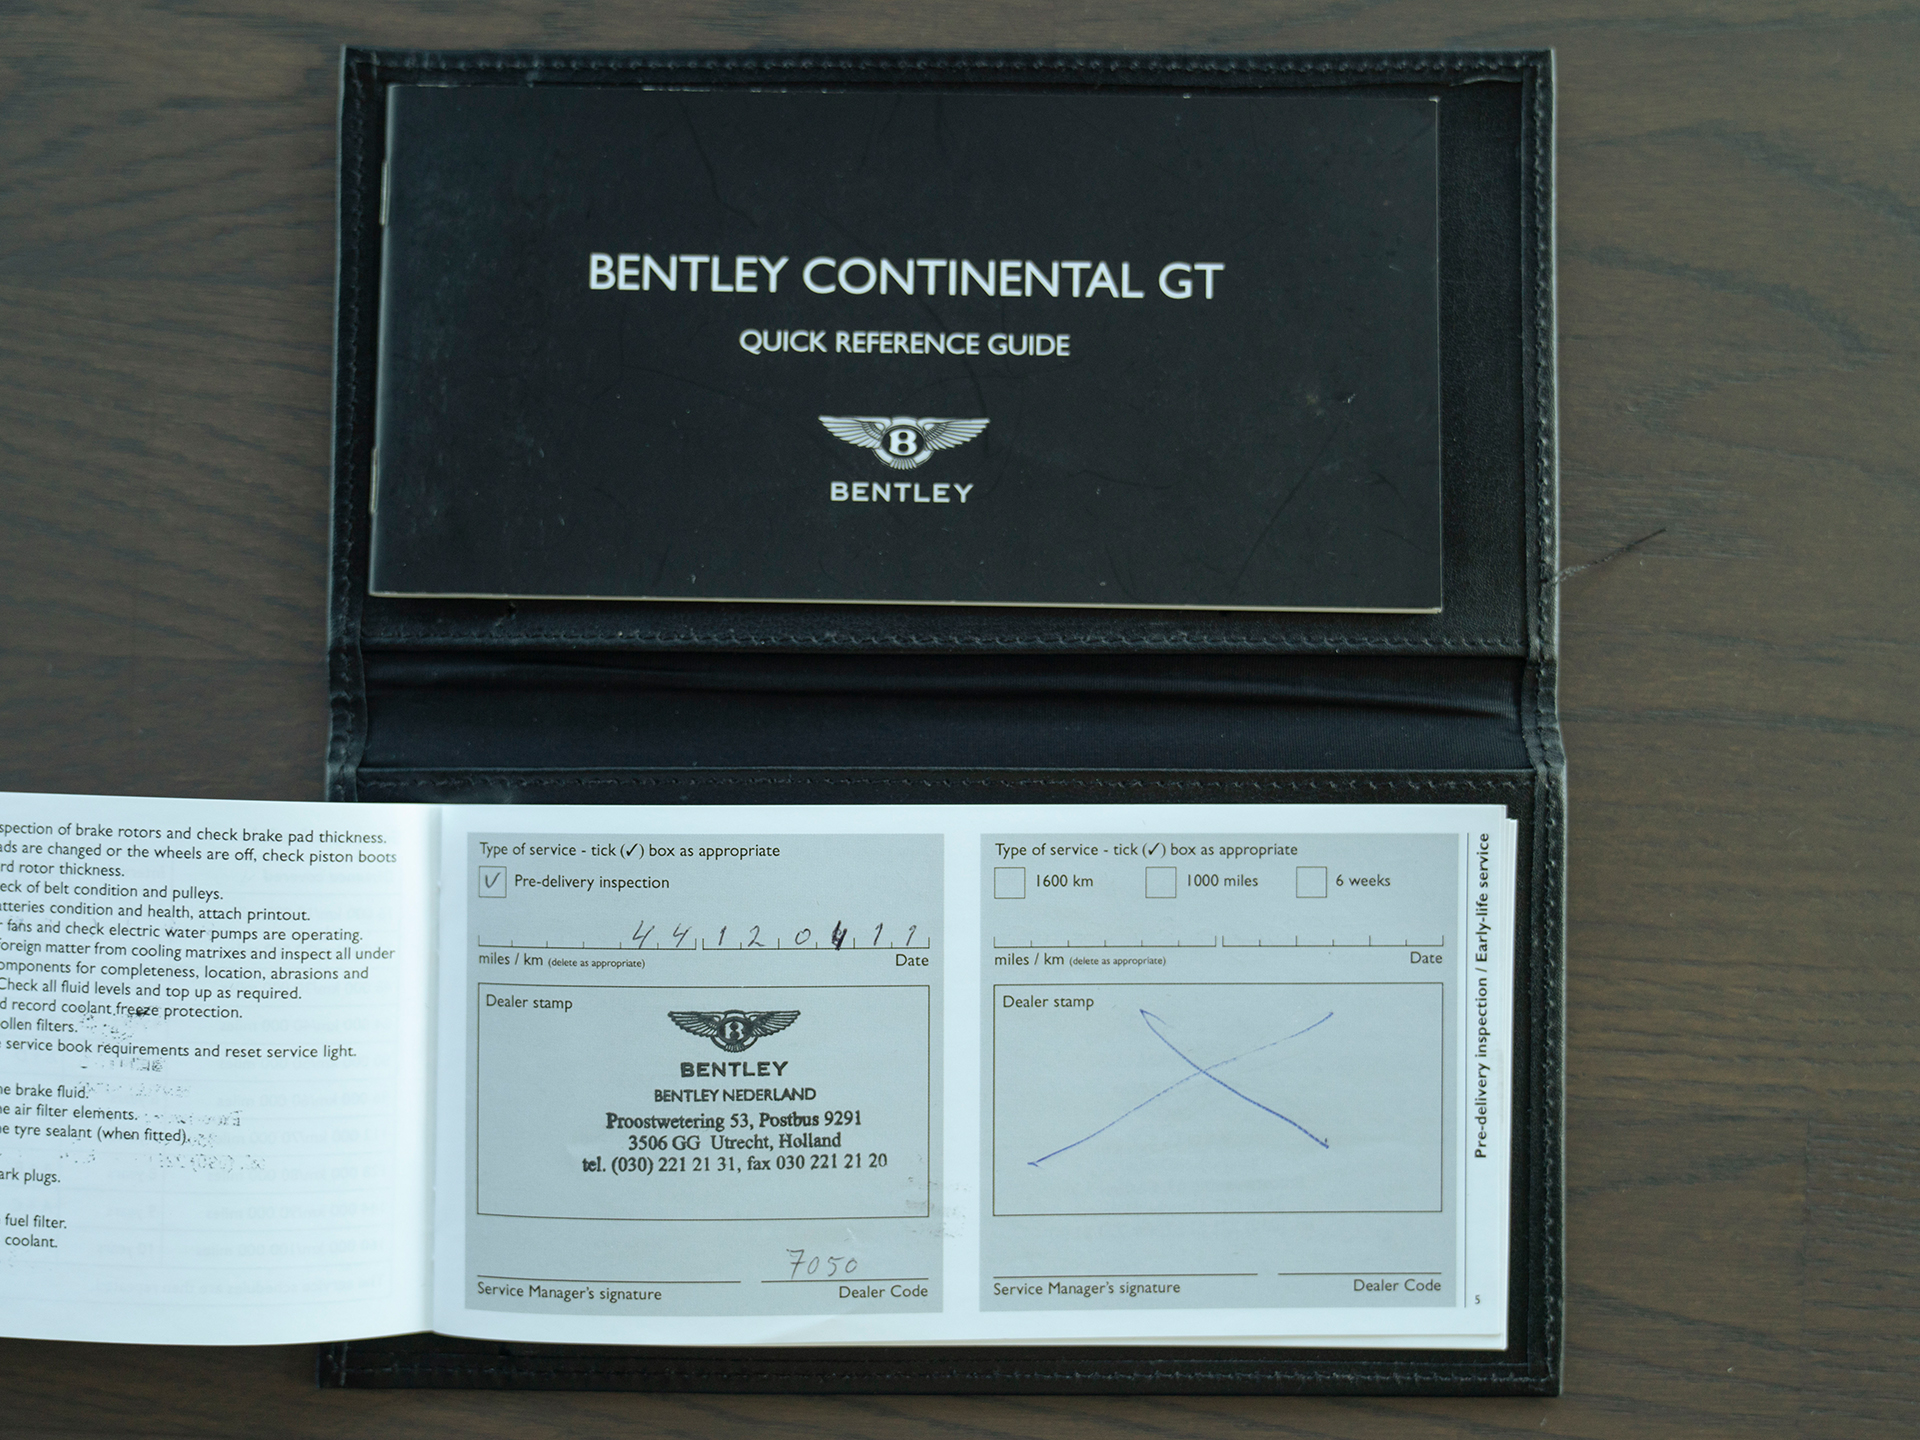 BENTLEY CONTINENTAL GT
QUICK REFERENCE GUIDE
B
BENTLEY
spection of brake rotors and check brake pad thickness.
ads are changed or the wheels are off, check piston boots
rd rotor thickness.
eck of belt condition and pulleys.
atteries condition and health, attach printout.
r fans and check electric water pumps are operating.
foreign matter from cooling matrixes and inspect all under
omponents for completeness, location, abrasions and
Check all fluid levels and top up as required.
d record coolant freeze protection.
ollen filters.
e service book requirements and reset service light.
ne brake fluid.
ne air filter elements.
ne tyre sealant (when fitted).
ark plugs.
fuel filter.
coolant.
Type of service - tick (✓) box as appropriate
✓ Pre-delivery inspection
44 12 04 11
miles / km (delete as appropriate) Date
Dealer stamp
B
BENTLEY
BENTLEY NEDERLAND
Proostwetering 53, Postbus 9291
3506 GG Utrecht, Holland
tel. (030) 221 21 31, fax 030 221 21 20
7050
Service Manager's signature Dealer Code
Type of service - tick (✓) box as appropriate
1600 km 1000 miles 6 weeks
miles / km (delete as appropriate) Date
Dealer stamp
Service Manager's signature Dealer Code
Pre-delivery inspection / Early-life service
5